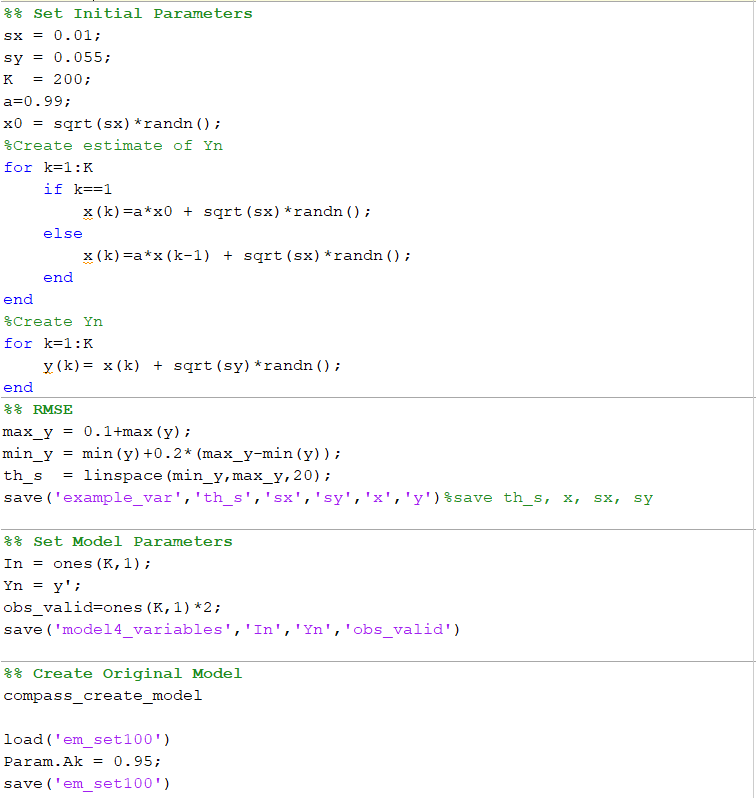 %% Set Initial Parameters
sx = 0.01;
sy = 0.055;
K  = 200;
a=0.99;
x0 = sqrt(sx)*randn();
%Create estimate of Yn
for k=1:K
    if k==1
        x(k)=a*x0 + sqrt(sx)*randn();
    else
        x(k)=a*x(k-1) + sqrt(sx)*randn();
    end
end
%Create Yn
for k=1:K
    y(k)= x(k) + sqrt(sy)*randn();
end
%% RMSE
max_y = 0.1+max(y);
min_y = min(y)+0.2*(max_y-min(y));
th_s  = linspace(min_y,max_y,20);
save('example_var','th_s','sx','sy','x','y')%save th_s, x, sx, sy
%% Set Model Parameters
In = ones(K,1);
Yn = y';
obs_valid=ones(K,1)*2;
save('model4_variables','In','Yn','obs_valid')
%% Create Original Model
compass_create_model
load('em_set100')
Param.Ak = 0.95;
save('em_set100')